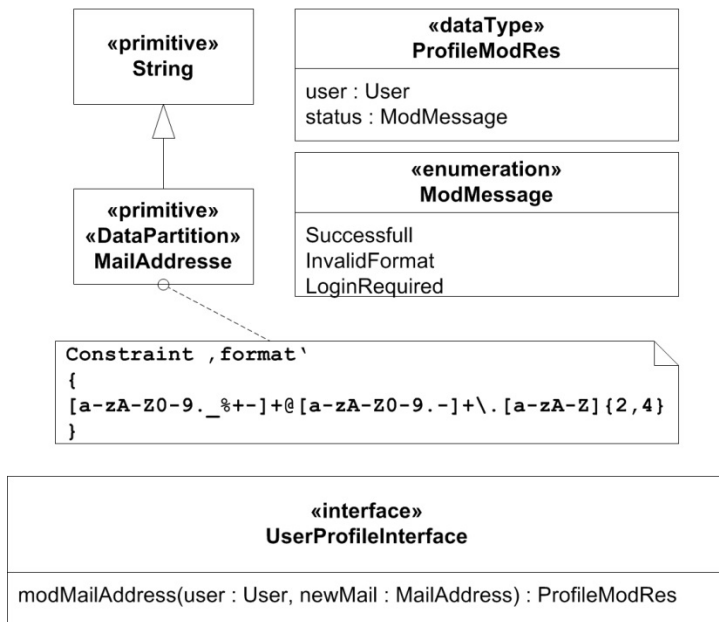 «primitive»
String
«dataType»
ProfileModRes
user : User
status : ModMessage
«primitive»
«DataPartition»
MailAddresse
«enumeration»
ModMessage
Successfull
InvalidFormat
LoginRequired
Constraint ‚format‘
{
[a-zA-Z0-9._%+-]+@[a-zA-Z0-9.-]+\.[a-zA-Z]{2,4}
}
«interface»
UserProfileInterface
modMailAddress(user : User, newMail : MailAddress) : ProfileModRes